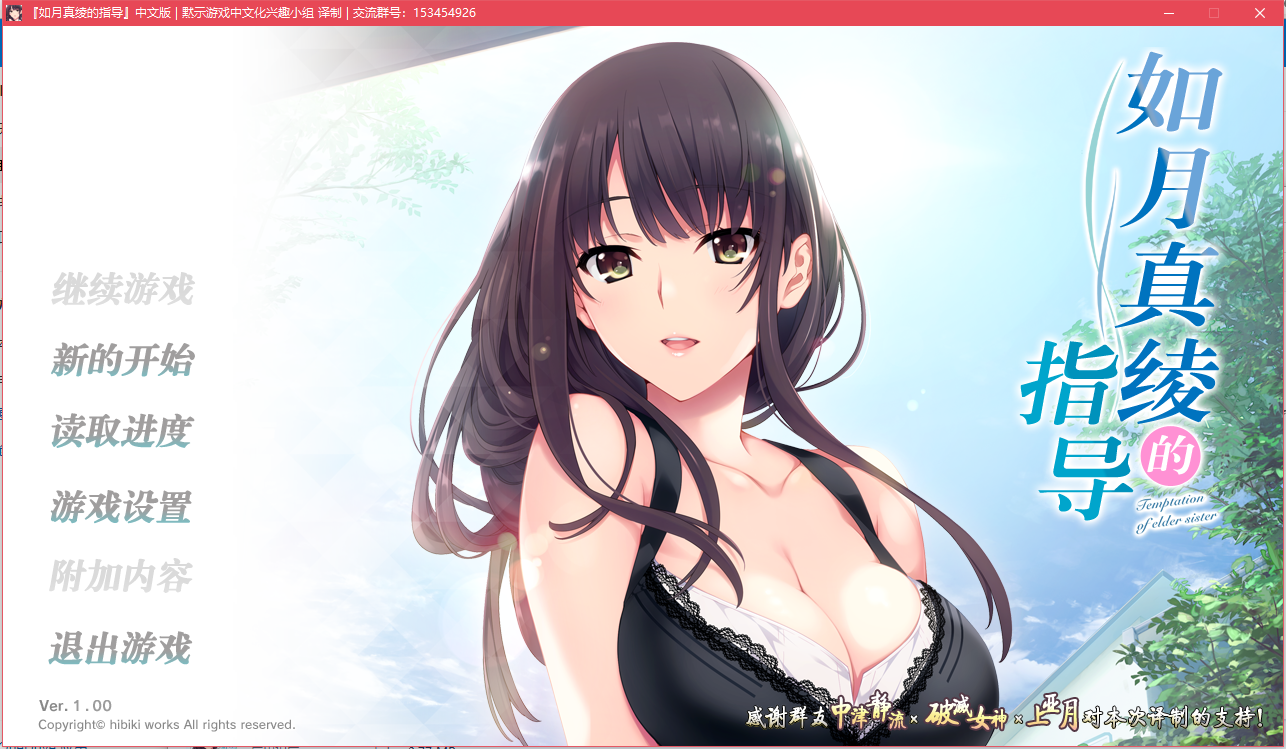 『如月真绫的指导』中文版 | 黙示游戏中文化兴趣小组 译制 | 交流群号：153454926
如月真绫的指导
Temptation
of elder sister
继续游戏
新的开始
读取进度
游戏设置
附加内容
退出游戏
Ver. 1.00
Copyright© hibiki works All rights reserved.
感谢群友中津静流×破灭女神×上亚月对本次译制的支持！